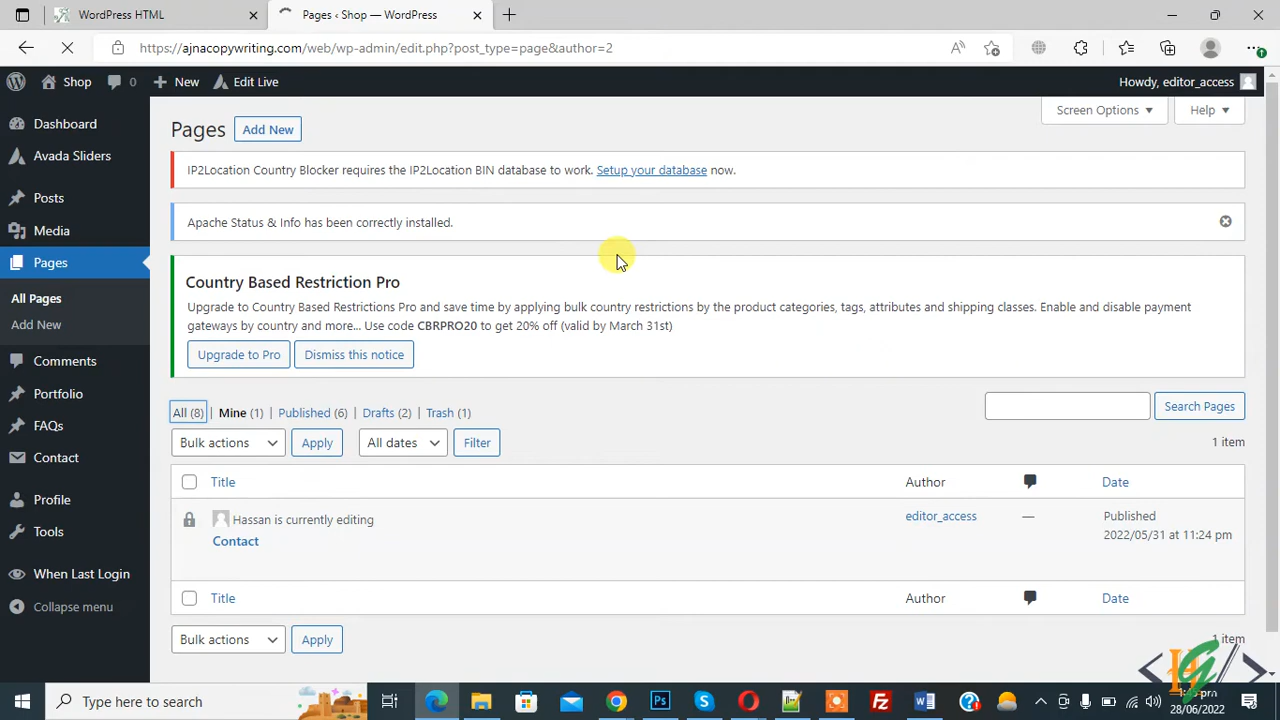 WordPress HTML
Pages ‹ Shop — WordPress
https://ajnacopywriting.com/web/wp-admin/edit.php?post_type=page&author=2
Shop
0
New
Edit Live
Howdy, editor_access
Dashboard
Avada Sliders
Posts
Media
Pages
All Pages
Add New
Comments
Portfolio
FAQs
Contact
Profile
Tools
When Last Login
Collapse menu
Screen Options
Help
Pages
Add New
IP2Location Country Blocker requires the IP2Location BIN database to work. Setup your database now.
Apache Status & Info has been correctly installed.
Country Based Restriction Pro
Upgrade to Country Based Restrictions Pro and save time by applying bulk country restrictions by the product categories, tags, attributes and shipping classes. Enable and disable payment
gateways by country and more... Use code CBRPRO20 to get 20% off (valid by March 31st)
Upgrade to Pro
Dismiss this notice
All (8) | Mine (1) | Published (6) | Drafts (2) | Trash (1)
Search Pages
Bulk actions
Apply
All dates
Filter
1 item
Title
Author
Date
Hassan is currently editing
Contact
editor_access
—
Published
2022/05/31 at 11:24 pm
Title
Author
Date
Bulk actions
Apply
1 item
Type here to search
28/06/2022